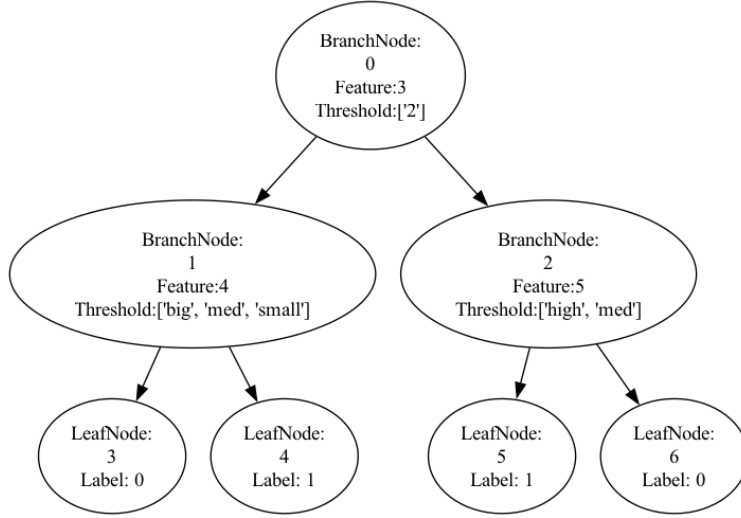 BranchNode:
0
Feature:3
Threshold:['2']
BranchNode:
1
Feature:4
Threshold:['big', 'med', 'small']
BranchNode:
2
Feature:5
Threshold:['high', 'med']
LeafNode:
3
Label: 0
LeafNode:
4
Label: 1
LeafNode:
5
Label: 1
LeafNode:
6
Label: 0